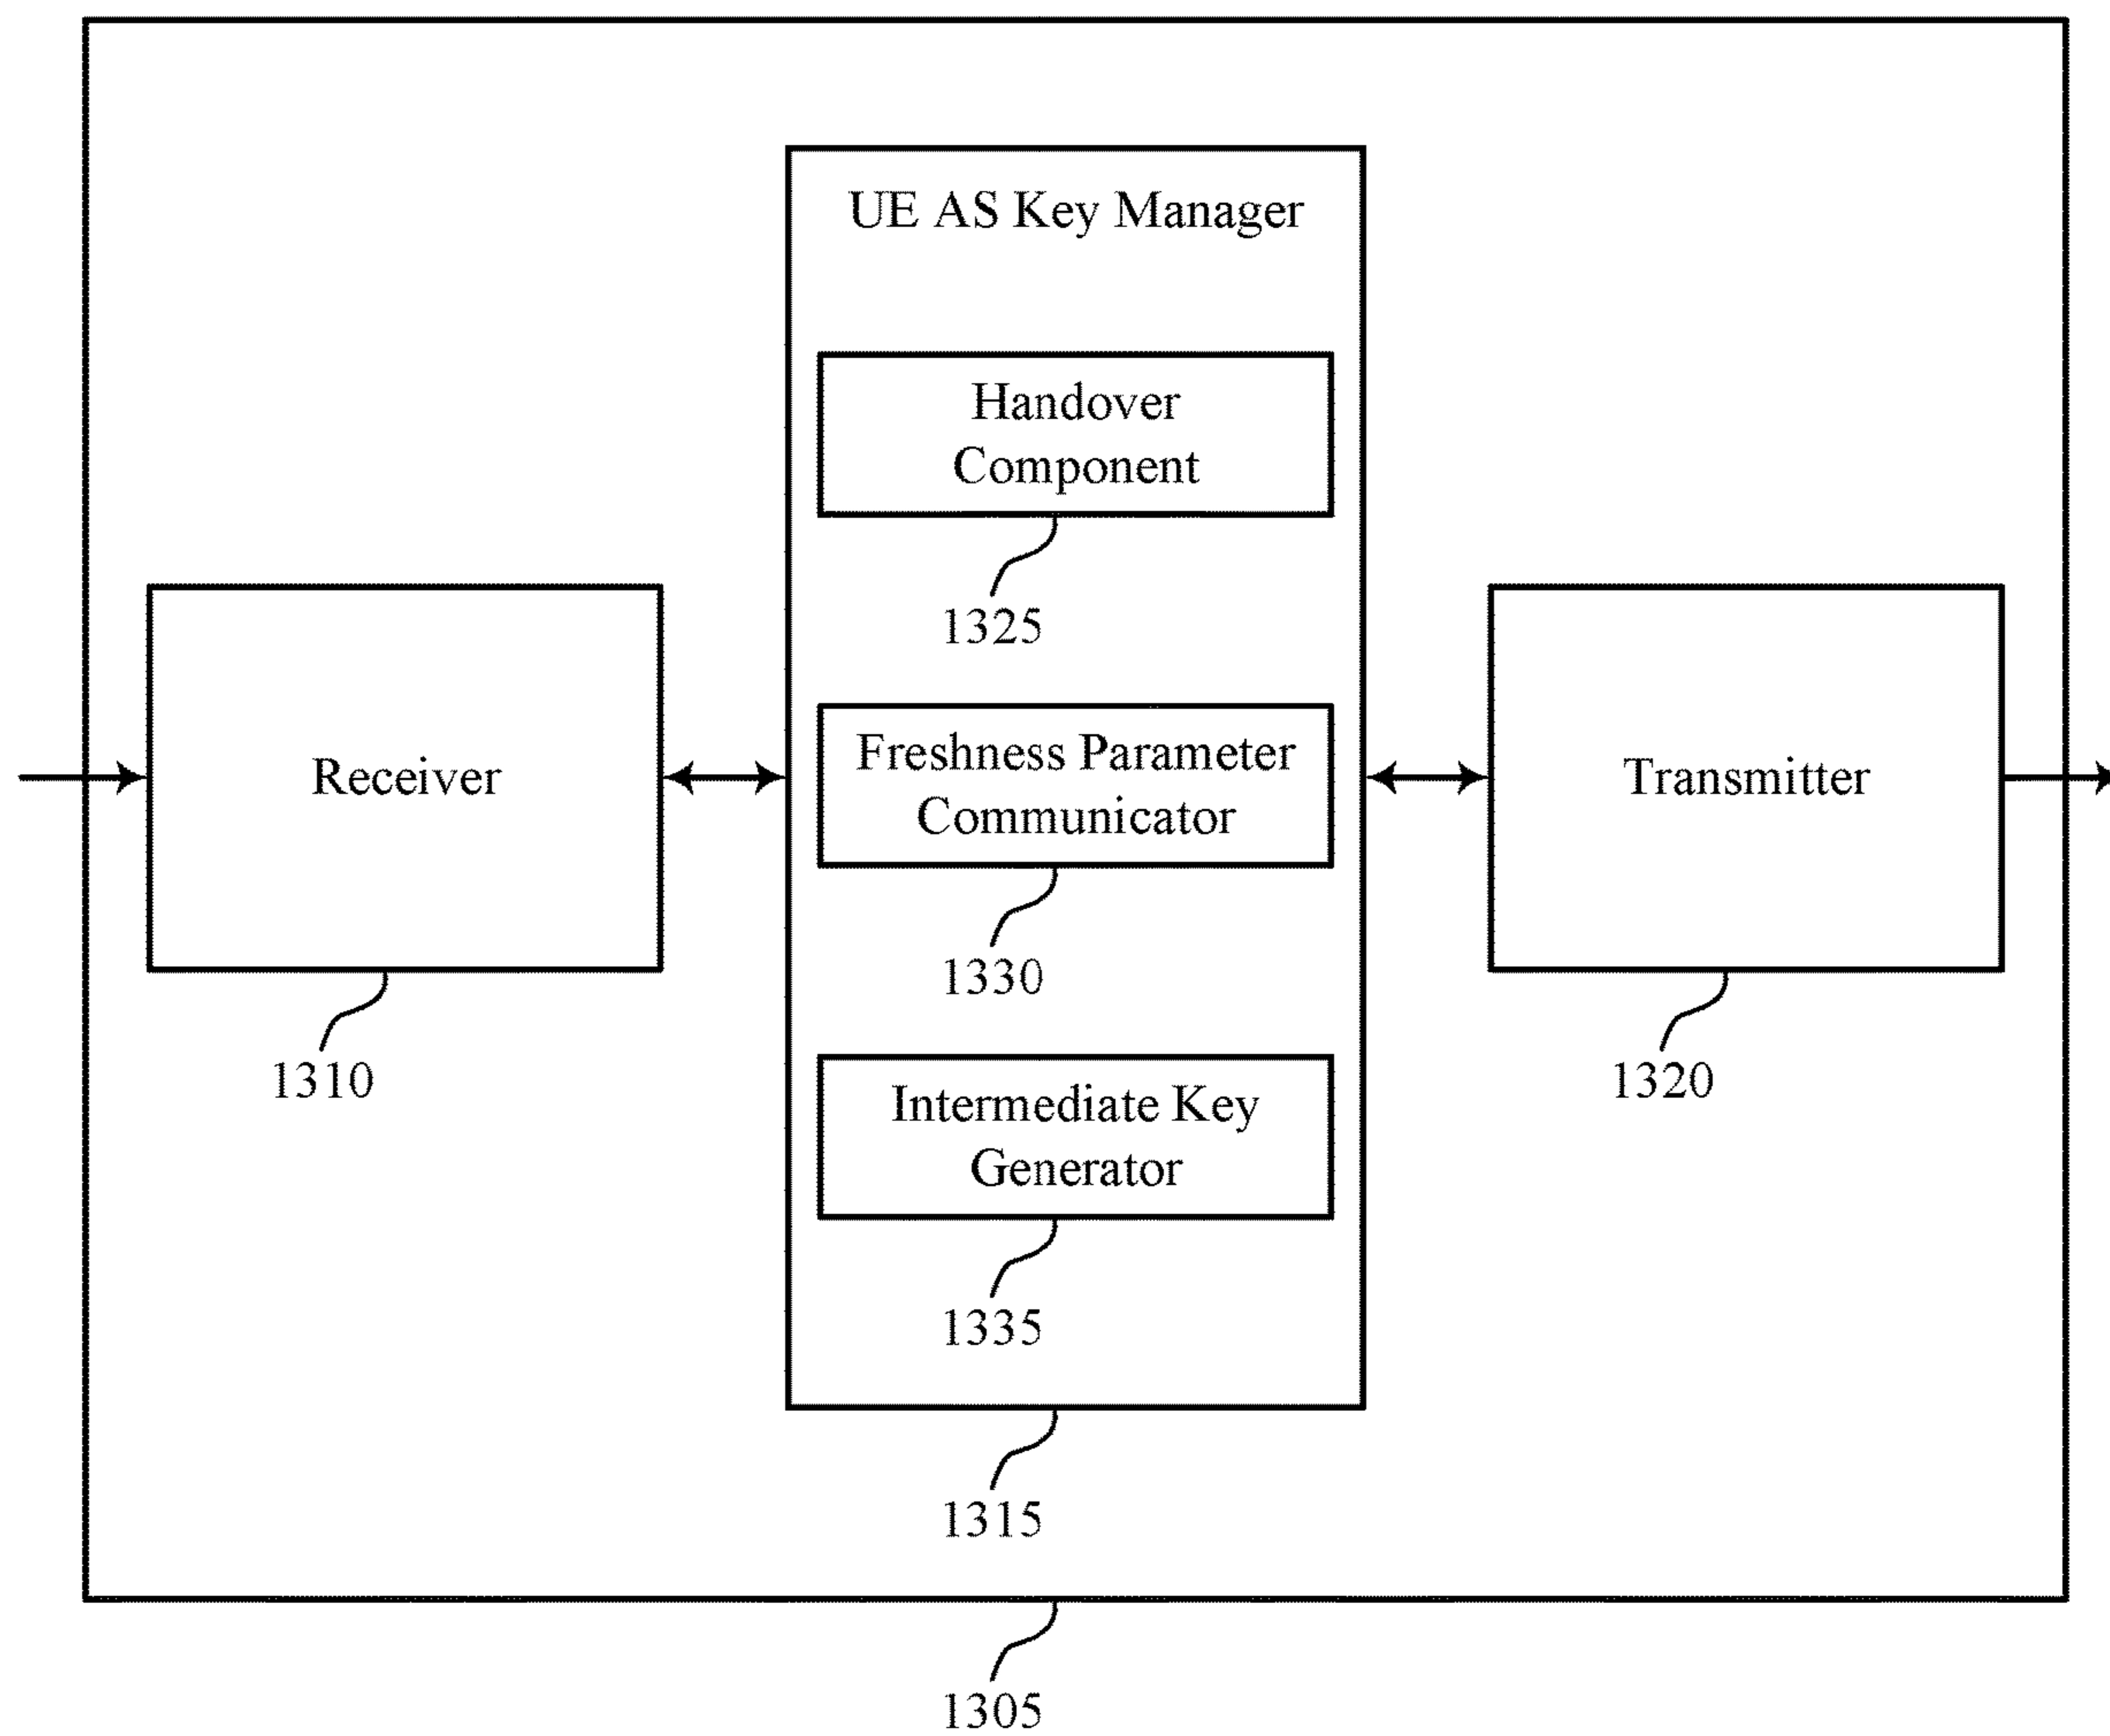 UE AS Key Manager
Handover
Component
1325
Receiver
1310
Freshness Parameter
Communicator
1330
Transmitter
1320
Intermediate Key
Generator
1335
1315
1305